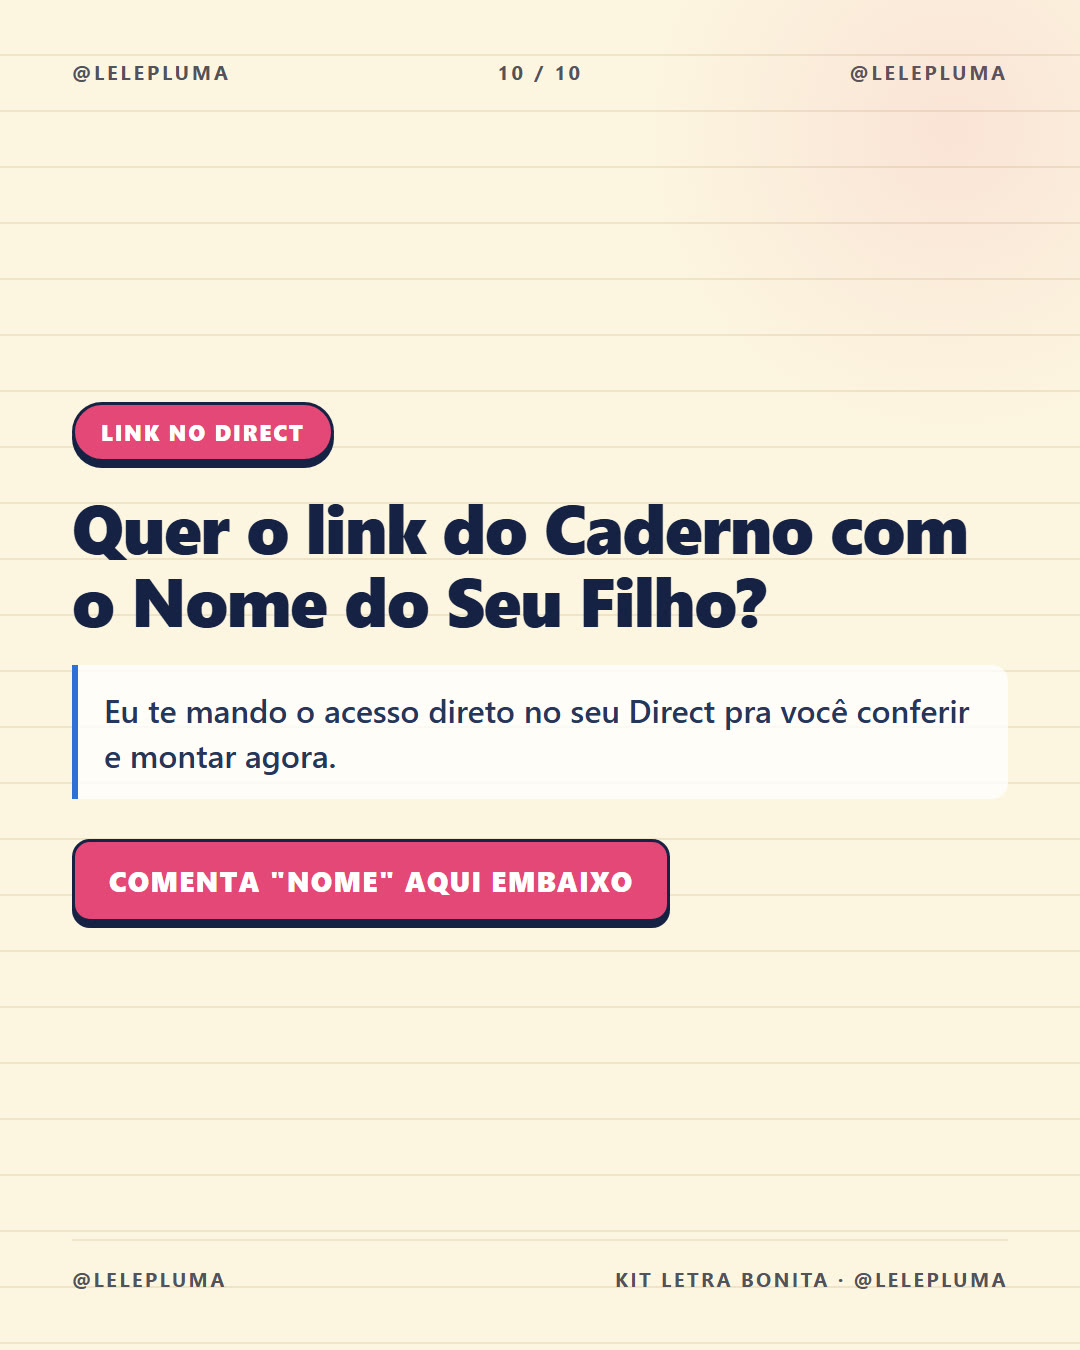 @LELEPLUMA 10 / 10 @LELEPLUMA
LINK NO DIRECT
Quer o link do Caderno com
o Nome do Seu Filho?
Eu te mando o acesso direto no seu Direct pra você conferir
e montar agora.
COMENTA "NOME" AQUI EMBAIXO
@LELEPLUMA KIT LETRA BONITA · @LELEPLUMA